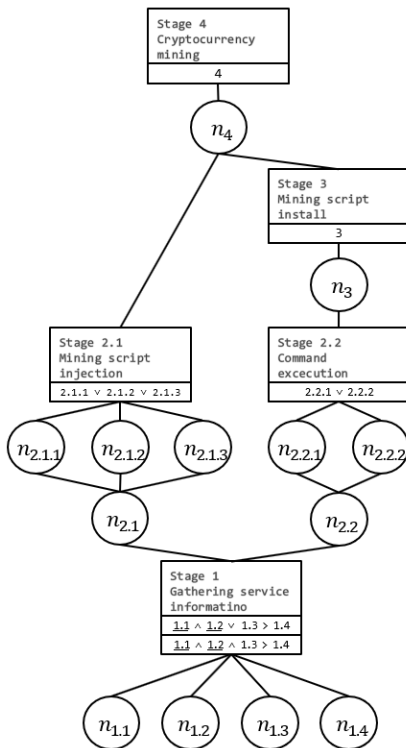 Stage 4
Cryptocurrency
mining
4
n4
Stage 3
Mining script
install
3
n3
Stage 2.1
Mining script
injection
2.1.1 ∨ 2.1.2 ∨ 2.1.3
Stage 2.2
Command
excecution
2.2.1 ∨ 2.2.2
n2.1.1
n2.1.2
n2.1.3
n2.2.1
n2.2.2
n2.1
n2.2
Stage 1
Gathering service
informatino
1.1 ∧ 1.2 ∨ 1.3 > 1.4
1.1 ∧ 1.2 ∧ 1.3 > 1.4
n1.1
n1.2
n1.3
n1.4